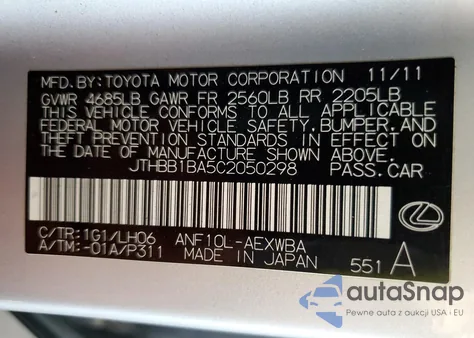 MFD. BY: TOYOTA MOTOR CORPORATION 11/11
GVWR 4685LB GAWR FR 2560LB RR 2205LB
THIS VEHICLE CONFORMS TO ALL APPLICABLE
FEDERAL MOTOR VEHICLE SAFETY, BUMPER, AND
THEFT PREVENTION STANDARDS IN EFFECT ON
THE DATE OF MANUFACTURE SHOWN ABOVE.
JTHBB1BA5C2050298 PASS. CAR
C/TR: 1G1/LH06 ANF10L-AEXWBA
A/TM: -01A/P311 MADE IN JAPAN 551 A
autoSnap
Pewne auta z aukcji USA i EU